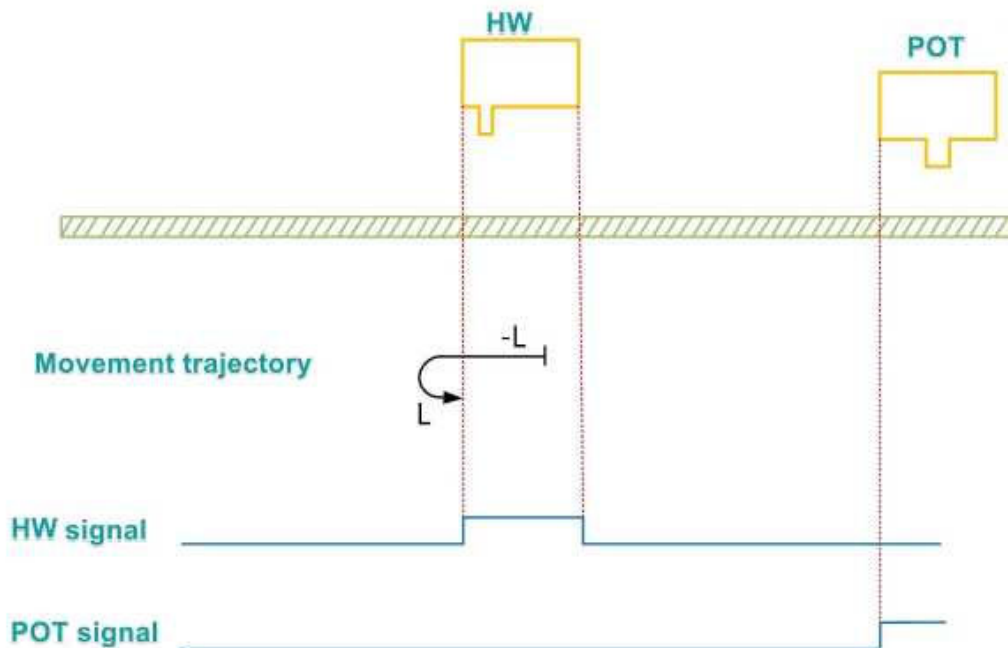 HW
POT
-L
Movement trajectory
L
HW signal
POT signal